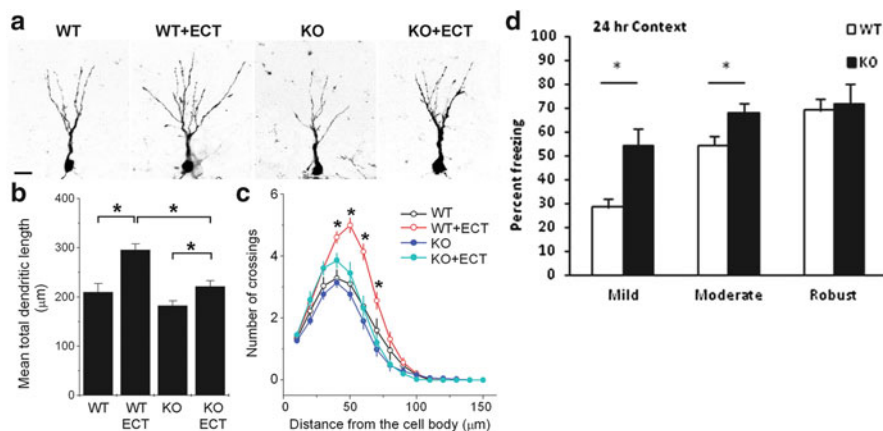 a
WT WT+ECT KO KO+ECT
b
Mean total dendritic length
(μm)
400
300
200
100
0
* * *
WT WT KO KO
ECT ECT
c
Number of crossings
6
4
2
0
* * * *
WT
WT+ECT
KO
KO+ECT
0 50 100 150
Distance from the cell body (μm)
d
24 hr Context
WT
KO
Percent freezing
100
90
80
70
60
50
40
30
20
10
0
* *
Mild Moderate Robust